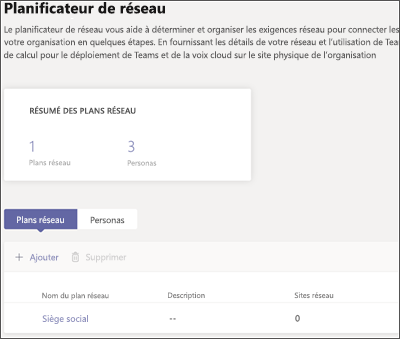 Planificateur de réseau
Le planificateur de réseau vous aide à déterminer et organiser les exigences réseau pour connecter les
votre organisation en quelques étapes. En fournissant les détails de votre réseau et l'utilisation de Tea
de calcul pour le déploiement de Teams et de la voix cloud sur le site physique de l'organisation
RÉSUMÉ DES PLANS RÉSEAU
1 3
Plans réseau Personas
Plans réseau Personas
+ Ajouter Supprimer
Nom du plan réseau Description Sites réseau
Siège social -- 0